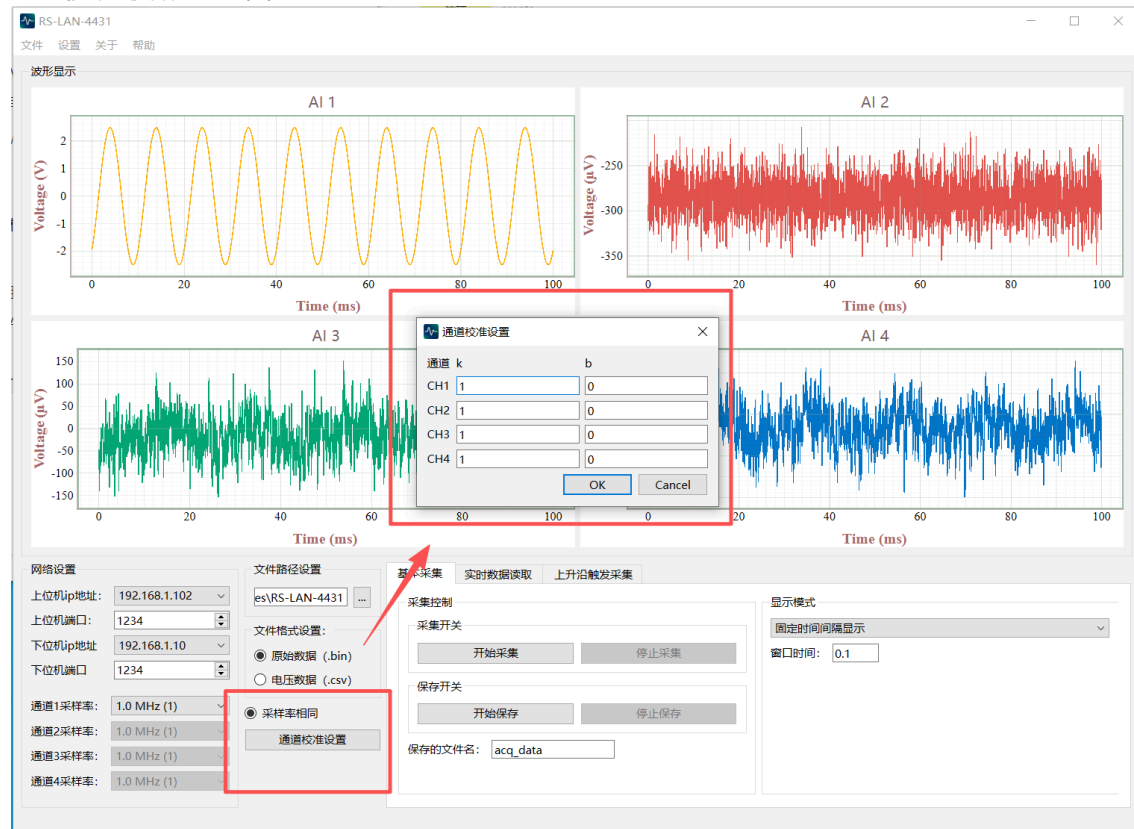 RS-LAN-4431
文件 设置 关于 帮助
波形显示
AI 1
Voltage (V)
2
1
0
-1
-2
0 20 40 60 80 100
Time (ms)
AI 2
Voltage (µV)
-250
-300
-350
0 20 40 60 80 100
Time (ms)
AI 3
Voltage (µV)
150
100
50
0
-50
-100
-150
0 20 40 60 80 100
Time (ms)
AI 4
0 20 40 60 80 100
Time (ms)
通道校准设置
通道 k b
CH1 1 0
CH2 1 0
CH3 1 0
CH4 1 0
OK Cancel
网络设置
上位机ip地址: 192.168.1.102
上位机端口: 1234
下位机ip地址 192.168.1.10
下位机端口 1234
通道1采样率: 1.0 MHz (1)
通道2采样率: 1.0 MHz (1)
通道3采样率: 1.0 MHz (1)
通道4采样率: 1.0 MHz (1)
文件路径设置
es\RS-LAN-4431 ...
文件格式设置:
原始数据 (.bin)
电压数据 (.csv)
采样率相同
通道校准设置
基本采集 实时数据读取 上升沿触发采集
采集控制
采集开关
开始采集 停止采集
保存开关
开始保存 停止保存
保存的文件名: acq_data
显示模式
固定时间间隔显示
窗口时间: 0.1